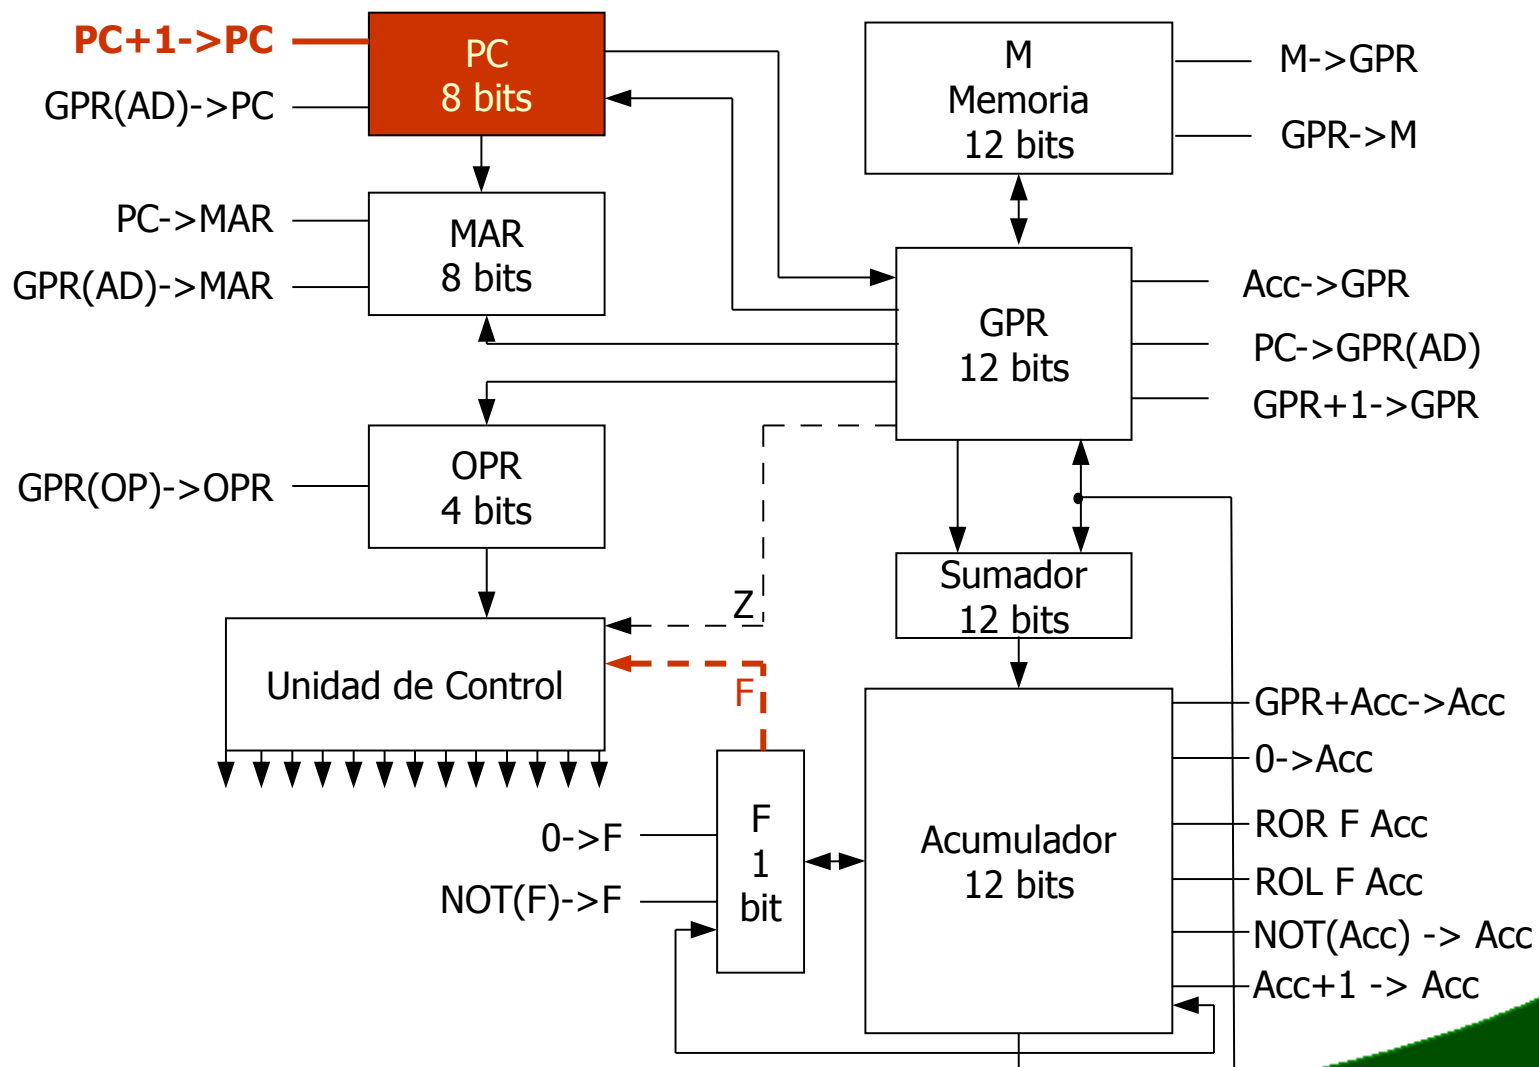 PC+1->PC
GPR(AD)->PC
PC
8 bits
PC->MAR
GPR(AD)->MAR
MAR
8 bits
GPR(OP)->OPR
OPR
4 bits
Unidad de Control
Z
F
M
Memoria
12 bits
M->GPR
GPR->M
GPR
12 bits
Acc->GPR
PC->GPR(AD)
GPR+1->GPR
Sumador
12 bits
0->F
NOT(F)->F
F
1
bit
Acumulador
12 bits
GPR+Acc->Acc
0->Acc
ROR F Acc
ROL F Acc
NOT(Acc) -> Acc
Acc+1 -> Acc